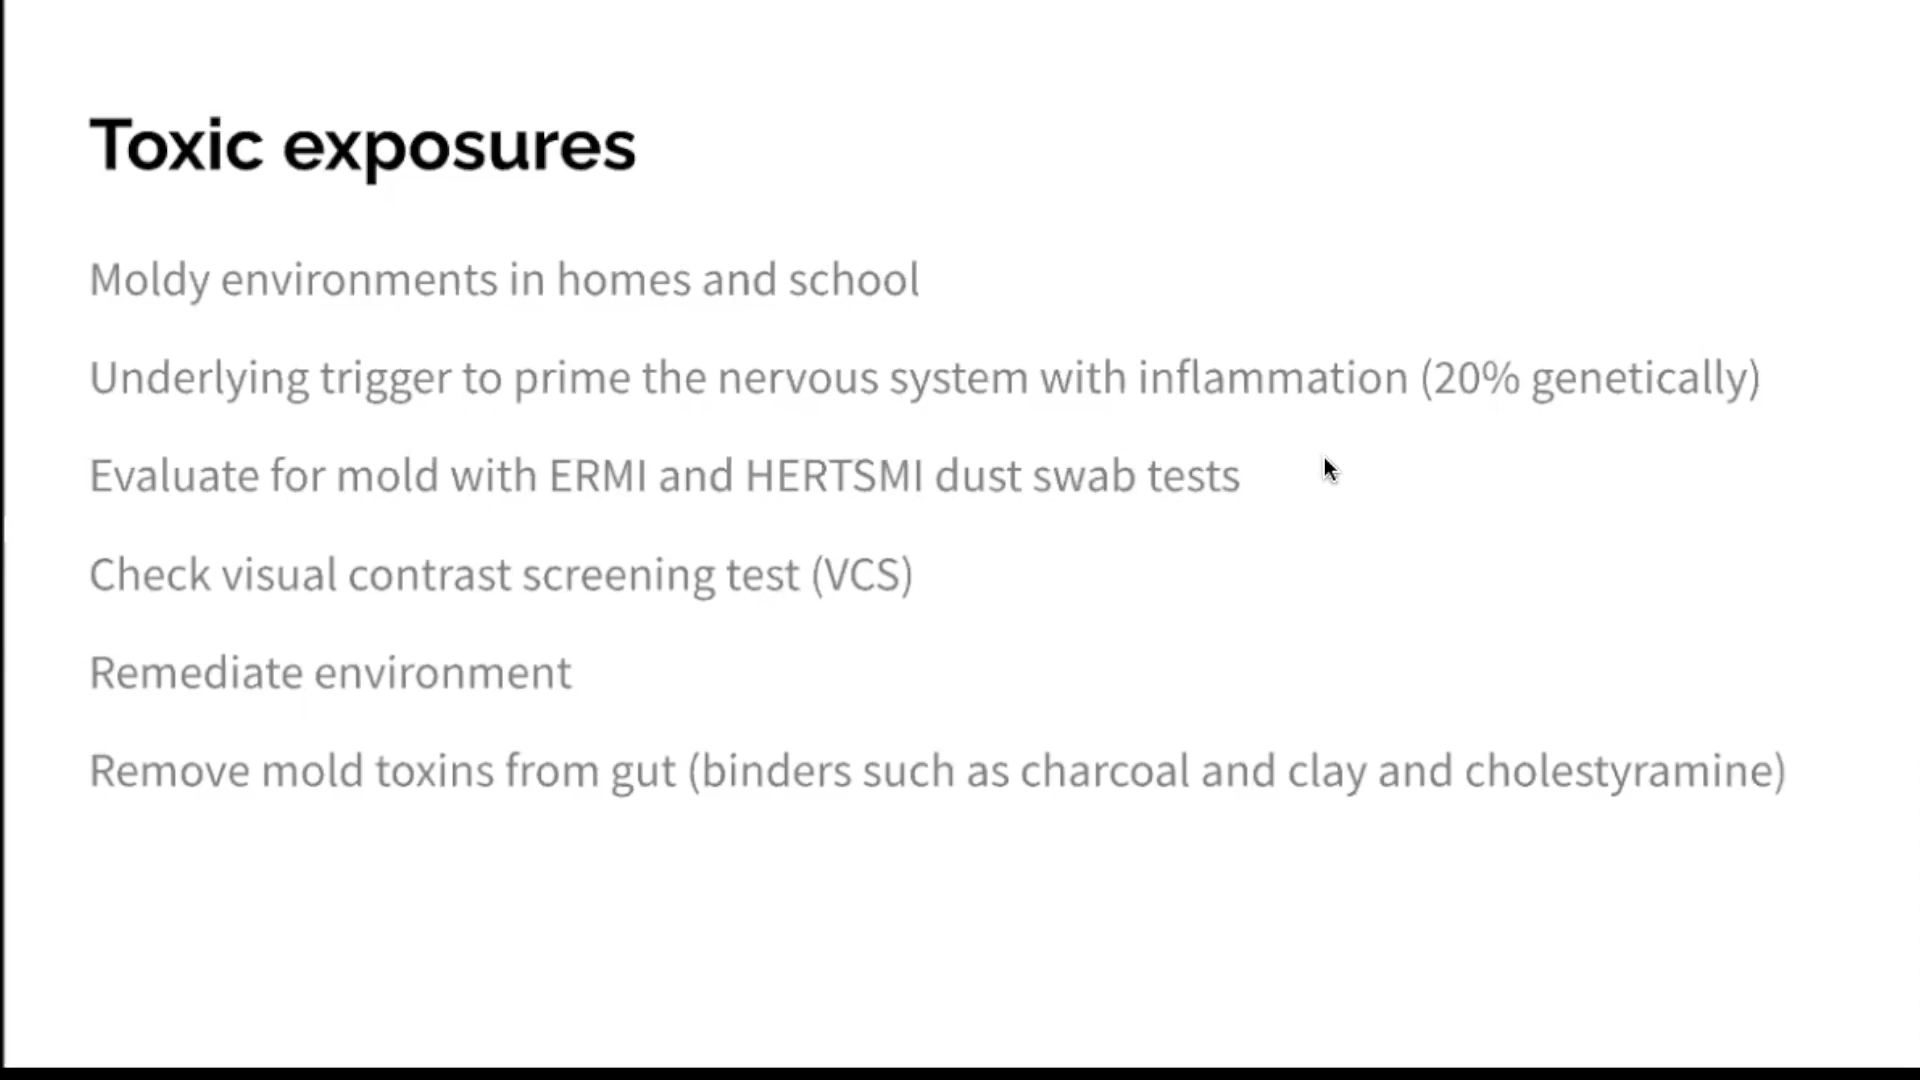 Toxic exposures
Moldy environments in homes and school
Underlying trigger to prime the nervous system with inflammation (20% genetically)
Evaluate for mold with ERMI and HERTSMI dust swab tests
Check visual contrast screening test (VCS)
Remediate environment
Remove mold toxins from gut (binders such as charcoal and clay and cholestyramine)